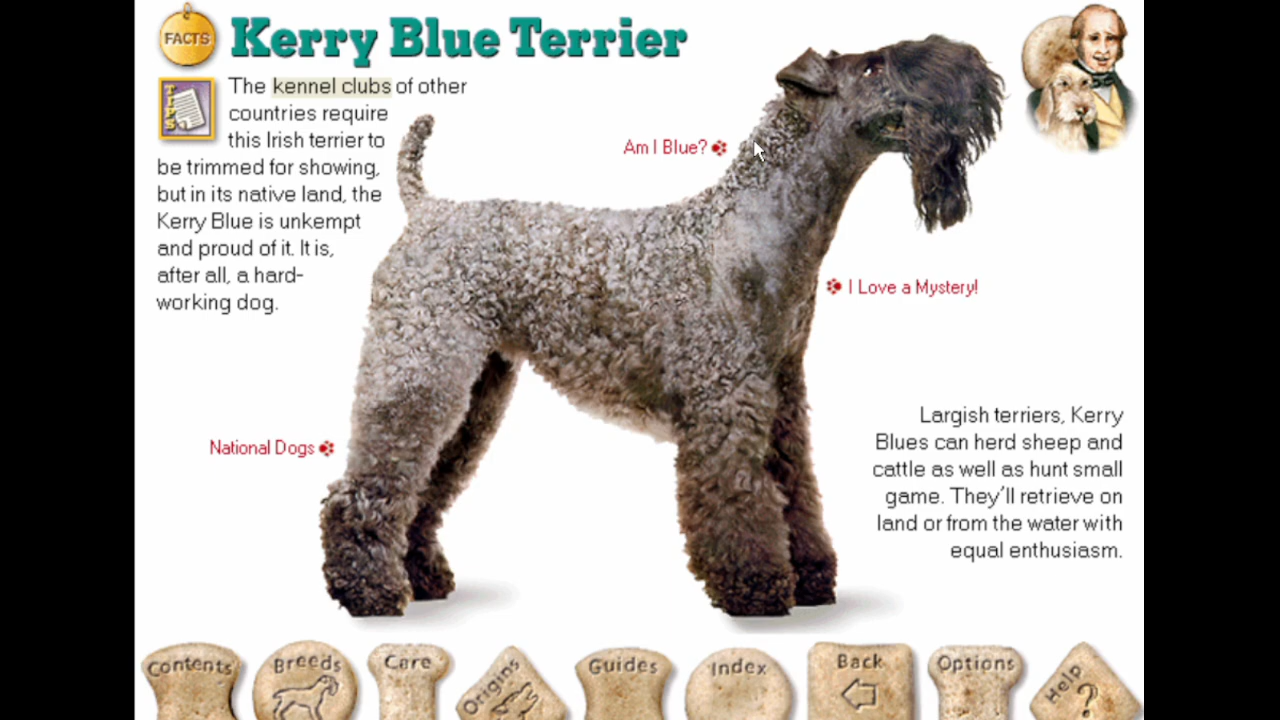 FACTS
Kerry Blue Terrier
TIPS
The kennel clubs of other
countries require
this Irish terrier to
be trimmed for showing,
but in its native land, the
Kerry Blue is unkempt
and proud of it. It is,
after all, a hard-
working dog.
Am I Blue?
I Love a Mystery!
National Dogs
Largish terriers, Kerry
Blues can herd sheep and
cattle as well as hunt small
game. They'll retrieve on
land or from the water with
equal enthusiasm.
Contents Breeds Care Origins Guides Index Back Options Help ?